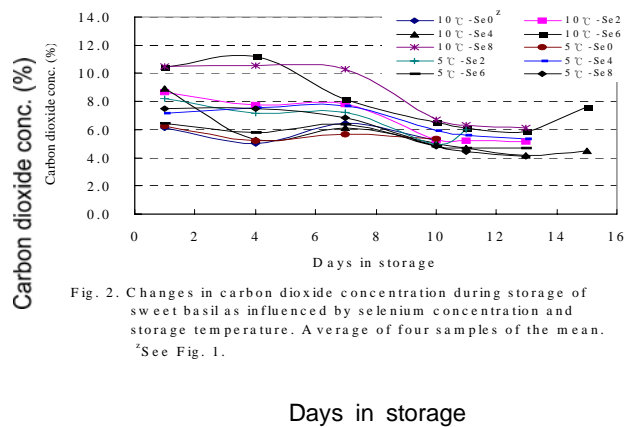 14.0
12.0
10.0
8.0
6.0
4.0
2.0
0.0
0 2 4 6 8 10 12 14 16
Carbon dioxide conc. (%)
Carbon dioxide conc. (%)
10℃-Se0z 10℃-Se2
10℃-Se4 10℃-Se6
10℃-Se8 5℃-Se0
5℃-Se2 5℃-Se4
5℃-Se6 5℃-Se8
Days in storage
Fig. 2. Changes in carbon dioxide concentration during storage of
sweet basil as influenced by selenium concentration and
storage temperature. Average of four samples of the mean.
zSee Fig. 1.
Days in storage